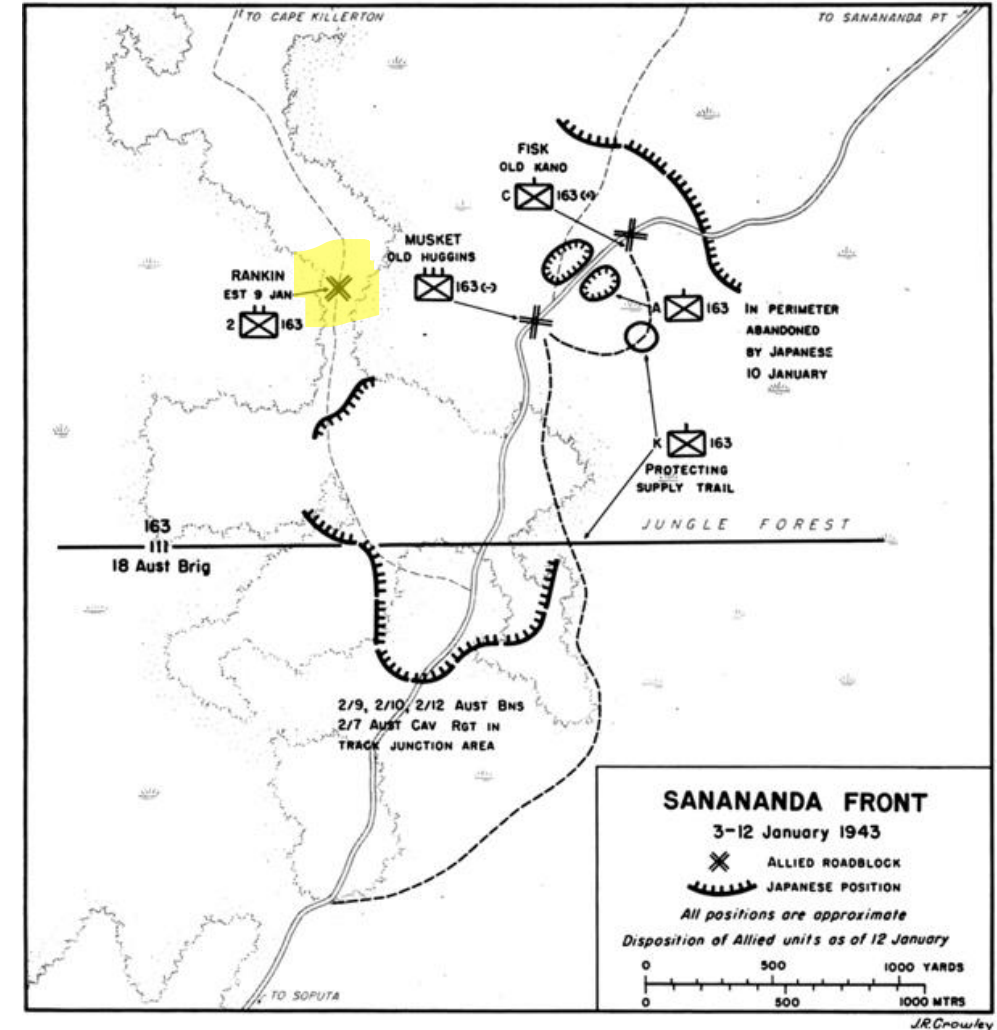 TO CAPE KILLERTON
TO SANANANDA PT
FISK
OLD KANO
C 163(+)
MUSKET
OLD HUGGINS
163(-)
RANKIN
EST 9 JAN
2 163
A 163
IN PERIMETER
ABANDONED
BY JAPANESE
10 JANUARY
K 163
PROTECTING
SUPPLY TRAIL
JUNGLE FOREST
163
III
18 Aust Brig
2/9, 2/10, 2/12 AUST BNS
2/7 AUST CAV RGT IN
TRACK JUNCTION AREA
TO SOPUTA
SANANANDA FRONT
3-12 January 1943
ALLIED ROADBLOCK
JAPANESE POSITION
All positions are approximate
Disposition of Allied units as of 12 January
0 500 1000 YARDS
0 500 1000 MTRS
J.R.Crowley